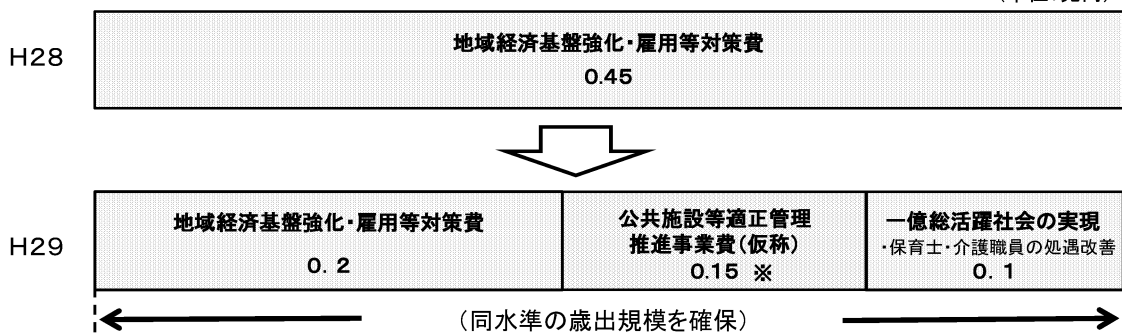 H28
地域経済基盤強化・雇用等対策費
0.45
H29
地域経済基盤強化・雇用等対策費
0. 2
公共施設等適正管理
推進事業費(仮称)
0.15 ※
一億総活躍社会の実現
・保育士・介護職員の処遇改善
0. 1
(同水準の歳出規模を確保)